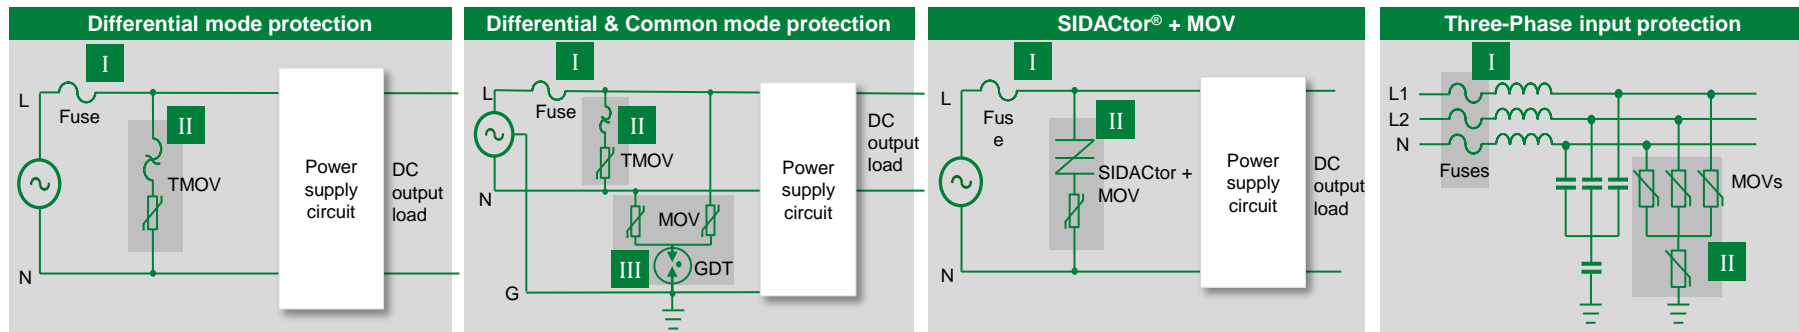 Differential mode protection
I
L
Fuse
II
TMOV
N
Power
supply
circuit
DC
output
load
Differential & Common mode protection
I
L
Fuse
II
TMOV
N
MOV
III
GDT
G
Power
supply
circuit
DC
output
load
SIDACtor® + MOV
I
L
Fus
e
II
SIDACtor +
MOV
N
Power
supply
circuit
DC
output
load
Three-Phase input protection
I
L1
L2
N
Fuses
MOVs
II